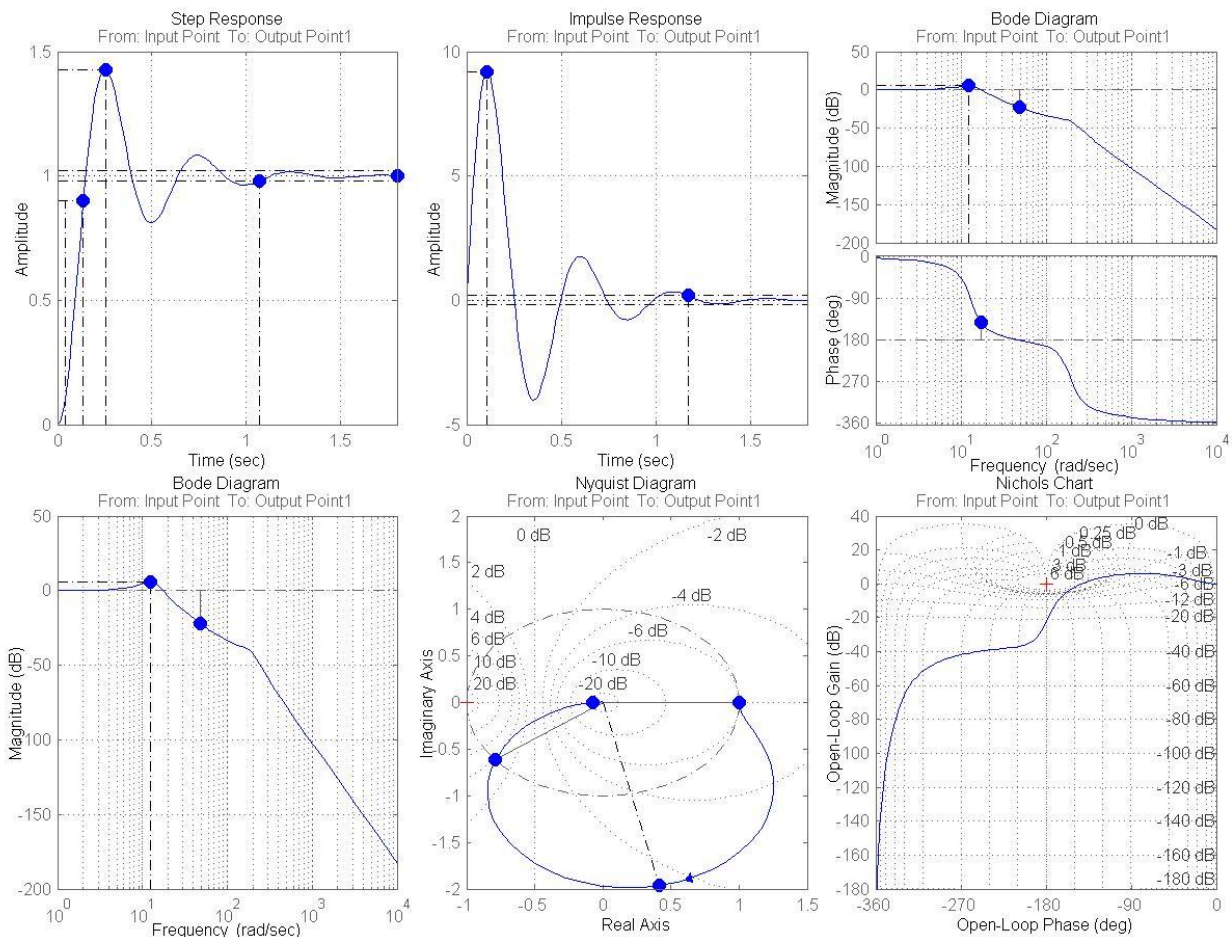 Step Response
From: Input Point To: Output Point1
1.5
1
0.5
0
Amplitude
0 0.5 1 1.5
Time (sec)
Impulse Response
From: Input Point To: Output Point1
10
5
0
-5
Amplitude
0 0.5 1 1.5
Time (sec)
Bode Diagram
From: Input Point To: Output Point1
50
0
-50
-100
-150
-200
Magnitude (dB)
0
-90
-180
-270
-360
Phase (deg)
10^0 10^1 10^2 10^3 10^4
Frequency (rad/sec)
Bode Diagram
From: Input Point To: Output Point1
50
0
-50
-100
-150
-200
Magnitude (dB)
10^0 10^1 10^2 10^3 10^4
Frequency (rad/sec)
Nyquist Diagram
From: Input Point To: Output Point1
2
1.5
1
0.5
0
-0.5
-1
-1.5
-2
Imaginary Axis
0 dB -2 dB
2 dB
4 dB -4 dB
6 dB -6 dB
10 dB -10 dB
20 dB -20 dB
-1 -0.5 0 0.5 1 1.5
Real Axis
Nichols Chart
From: Input Point To: Output Point1
40
20
0
-20
-40
-60
-80
-100
-120
-140
-160
-180
Open-Loop Gain (dB)
0 dB
0.25 dB
0.5 dB
1 dB
3 dB
6 dB
-1 dB
-3 dB
-6 dB
-12 dB
-20 dB
-40 dB
-60 dB
-80 dB
-100 dB
-120 dB
-140 dB
-160 dB
-180 dB
-360 -270 -180 -90 0
Open-Loop Phase (deg)